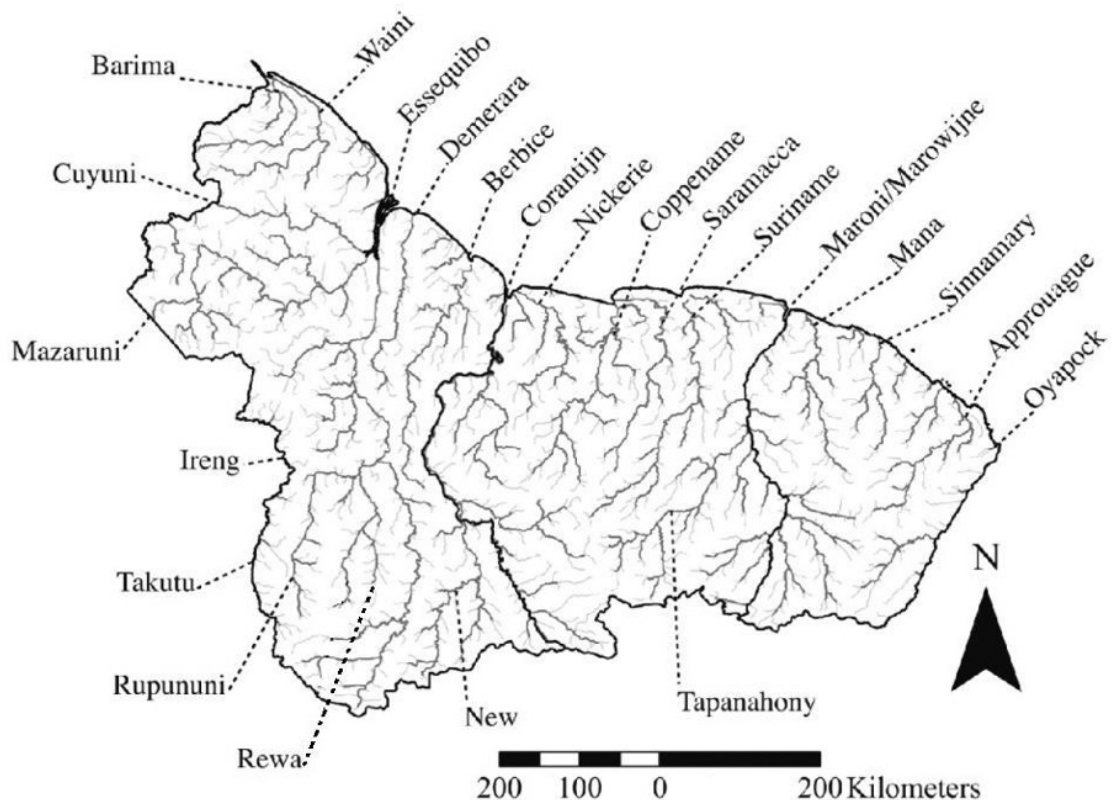 Barima
Waini
Essequibo
Demerara
Berbice
Corantijn
Nickerie
Coppename
Saramacca
Suriname
Maroni/Marowijne
Mana
Sinnamary
Approuague
Oyapock
Cuyuni
Mazaruni
Ireng
Takutu
Rupununi
Rewa
New
Tapanahony
N
200 100 0 200 Kilometers